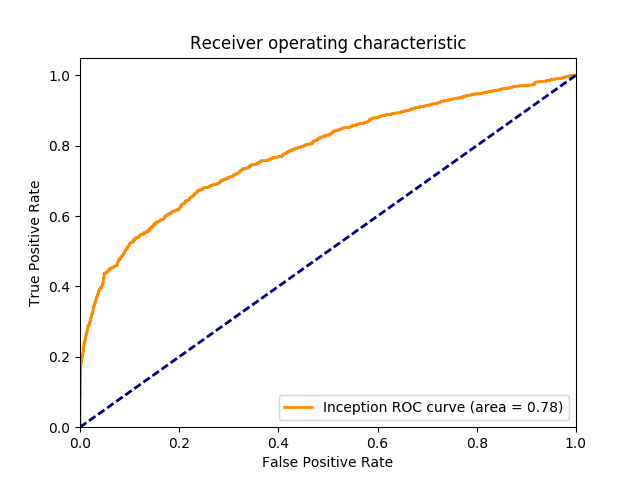 Receiver operating characteristic
True Positive Rate
1.0
0.8
0.6
0.4
0.2
0.0
Inception ROC curve (area = 0.78)
0.0 0.2 0.4 0.6 0.8 1.0
False Positive Rate